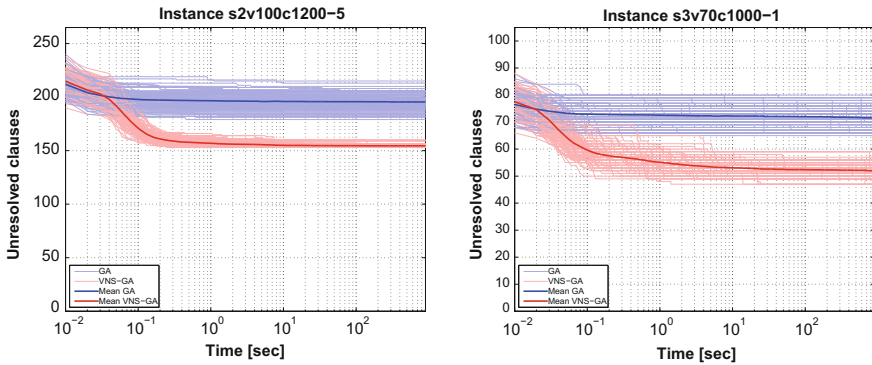 Instance s2v100c1200−5
Unresolved clauses
250
200
150
100
50
0
GA
VNS−GA
Mean GA
Mean VNS−GA
10−2
10−1
100
101
102
Time [sec]
Instance s3v70c1000−1
Unresolved clauses
100
90
80
70
60
50
40
30
20
10
0
GA
VNS−GA
Mean GA
Mean VNS−GA
10−2
10−1
100
101
102
Time [sec]